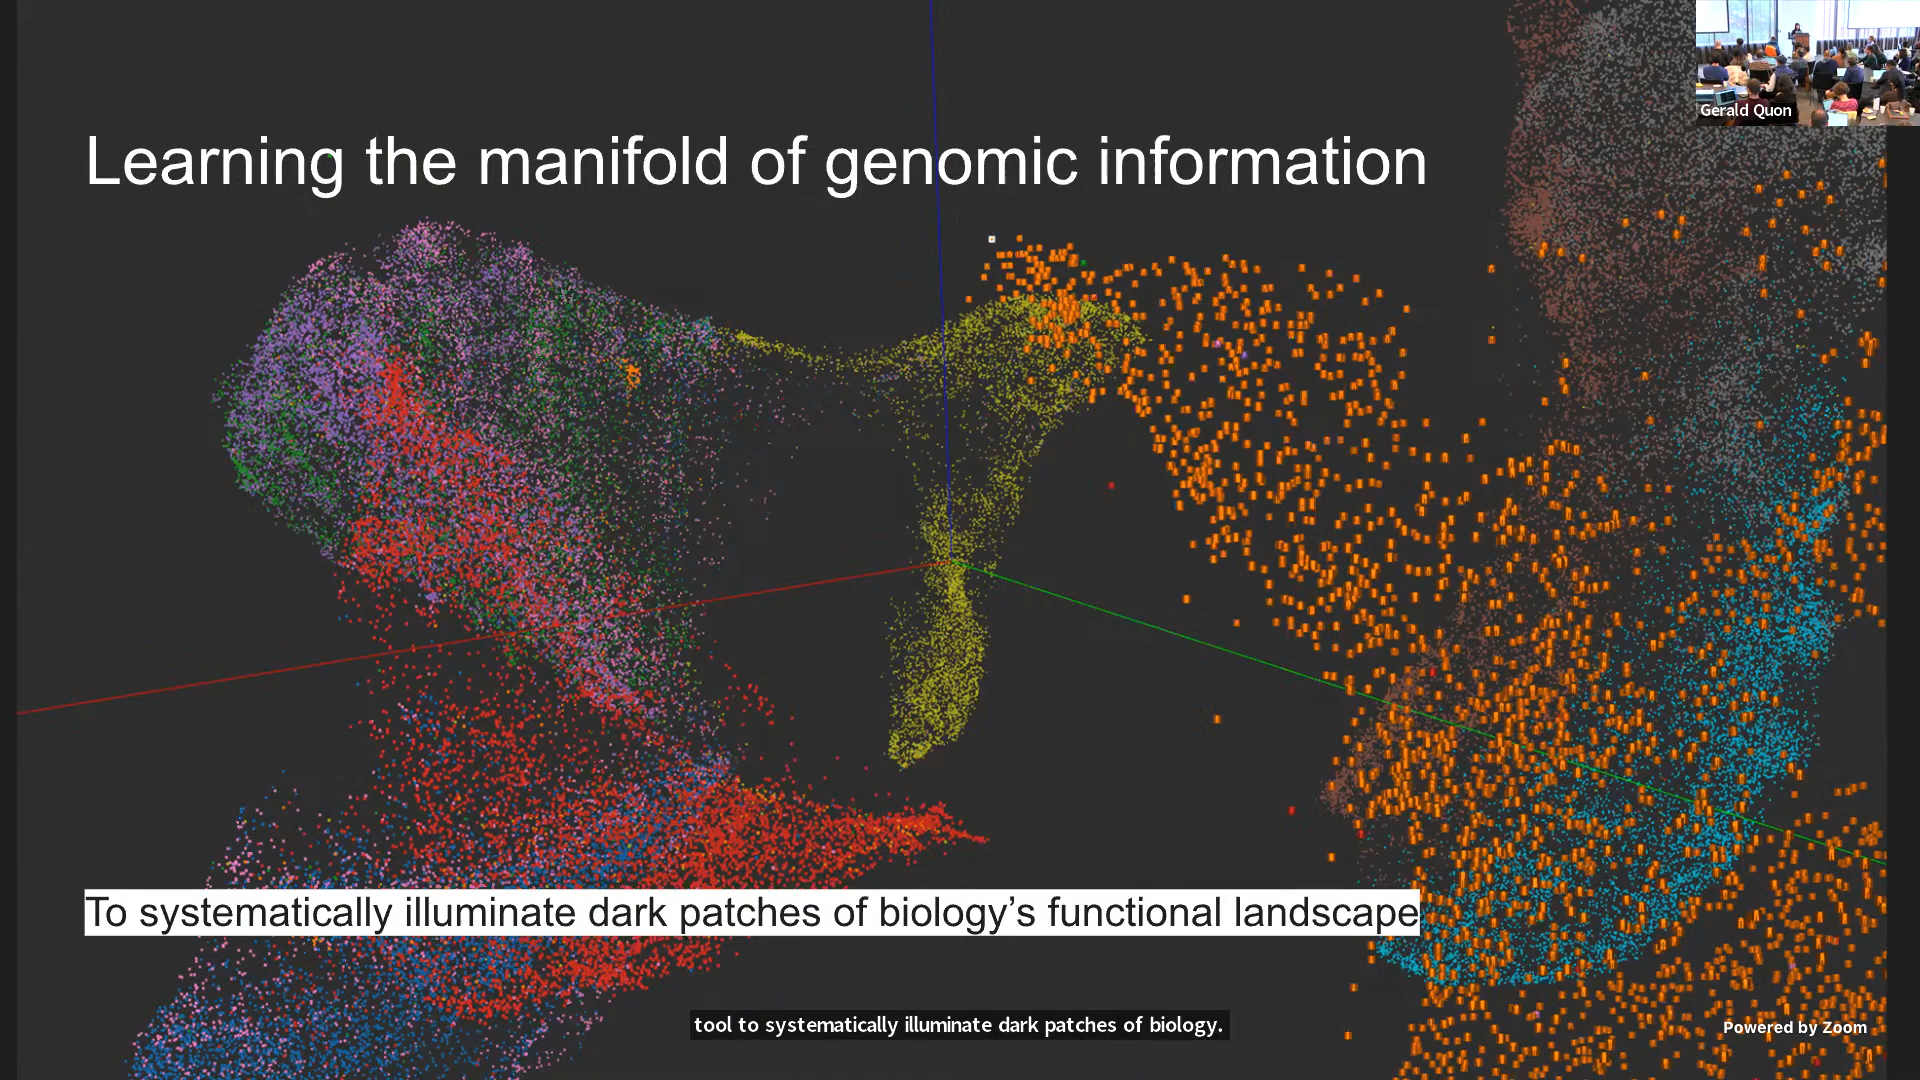 Gerald Quon
Learning the manifold of genomic information
To systematically illuminate dark patches of biology’s functional landscape
tool to systematically illuminate dark patches of biology.
Powered by Zoom